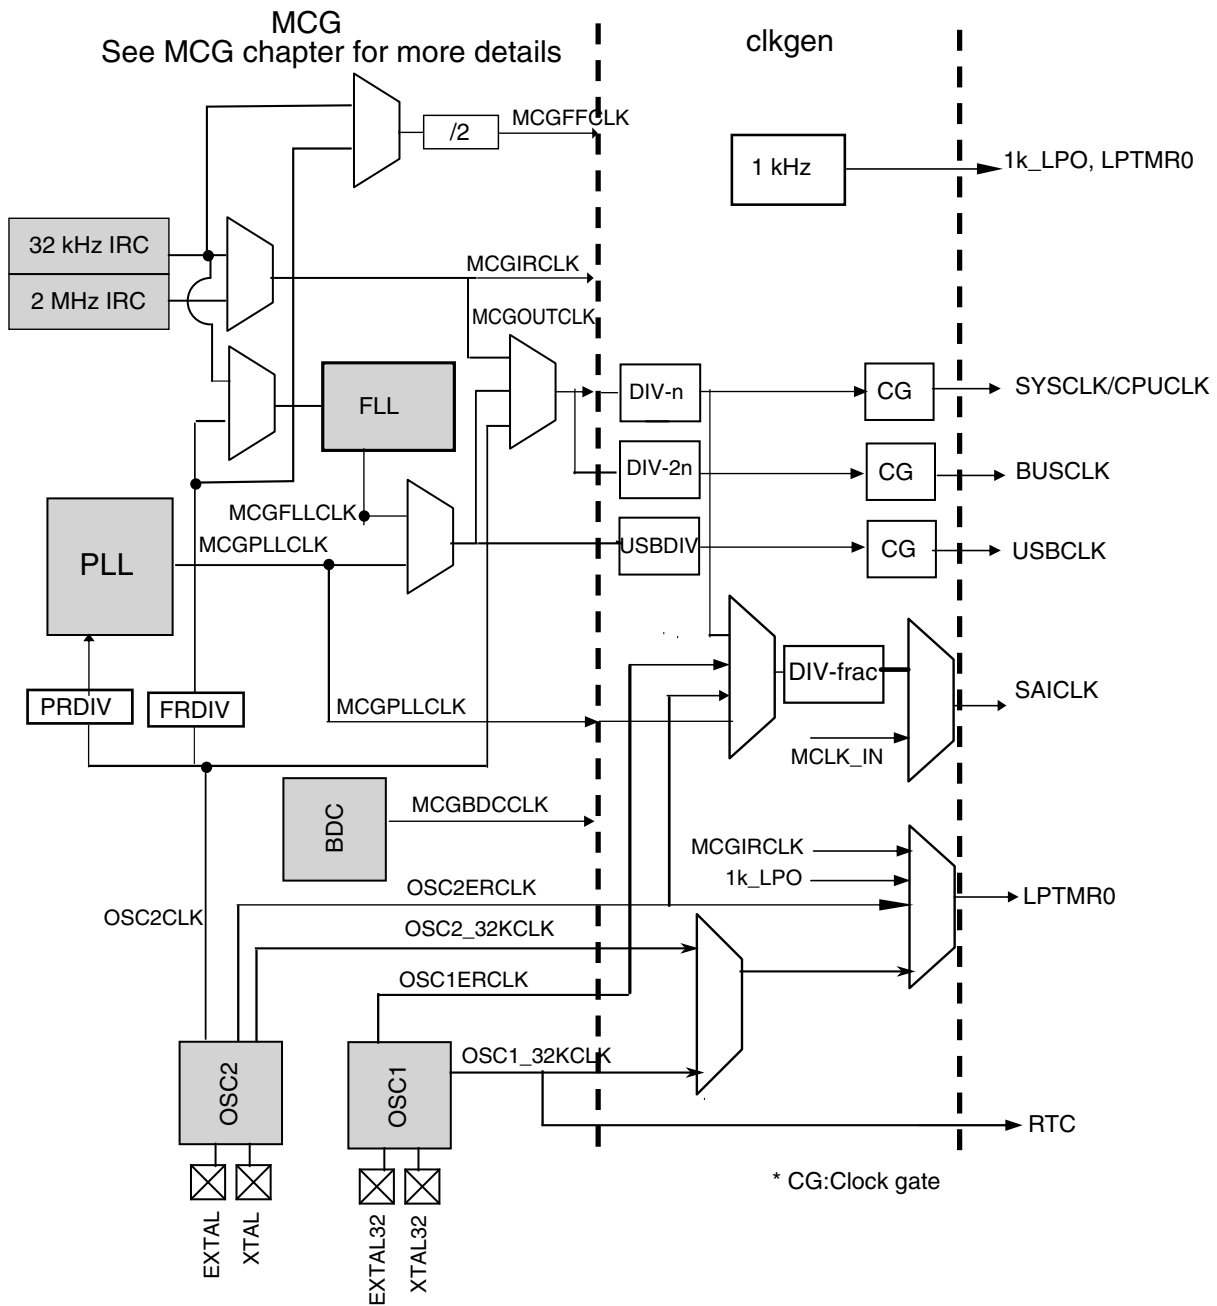 MCG
See MCG chapter for more details
clkgen
/2
MCGFFCLK
1 kHz
1k_LPO, LPTMR0
32 kHz IRC
2 MHz IRC
MCGIRCLK
MCGOUTCLK
FLL
DIV-n
CG
SYSCLK/CPUCLK
DIV-2n
CG
BUSCLK
MCGFLLCLK
MCGPLLCLK
USBDIV
CG
USBCLK
PLL
DIV-frac
PRDIV
FRDIV
MCGPLLCLK
SAICLK
MCLK_IN
BDC
MCGBDCCLK
MCGIRCLK
1k_LPO
OSC2ERCLK
LPTMR0
OSC2CLK
OSC2_32KCLK
OSC1ERCLK
OSC2
OSC1
OSC1_32KCLK
RTC
* CG:Clock gate
EXTAL
XTAL
EXTAL32
XTAL32